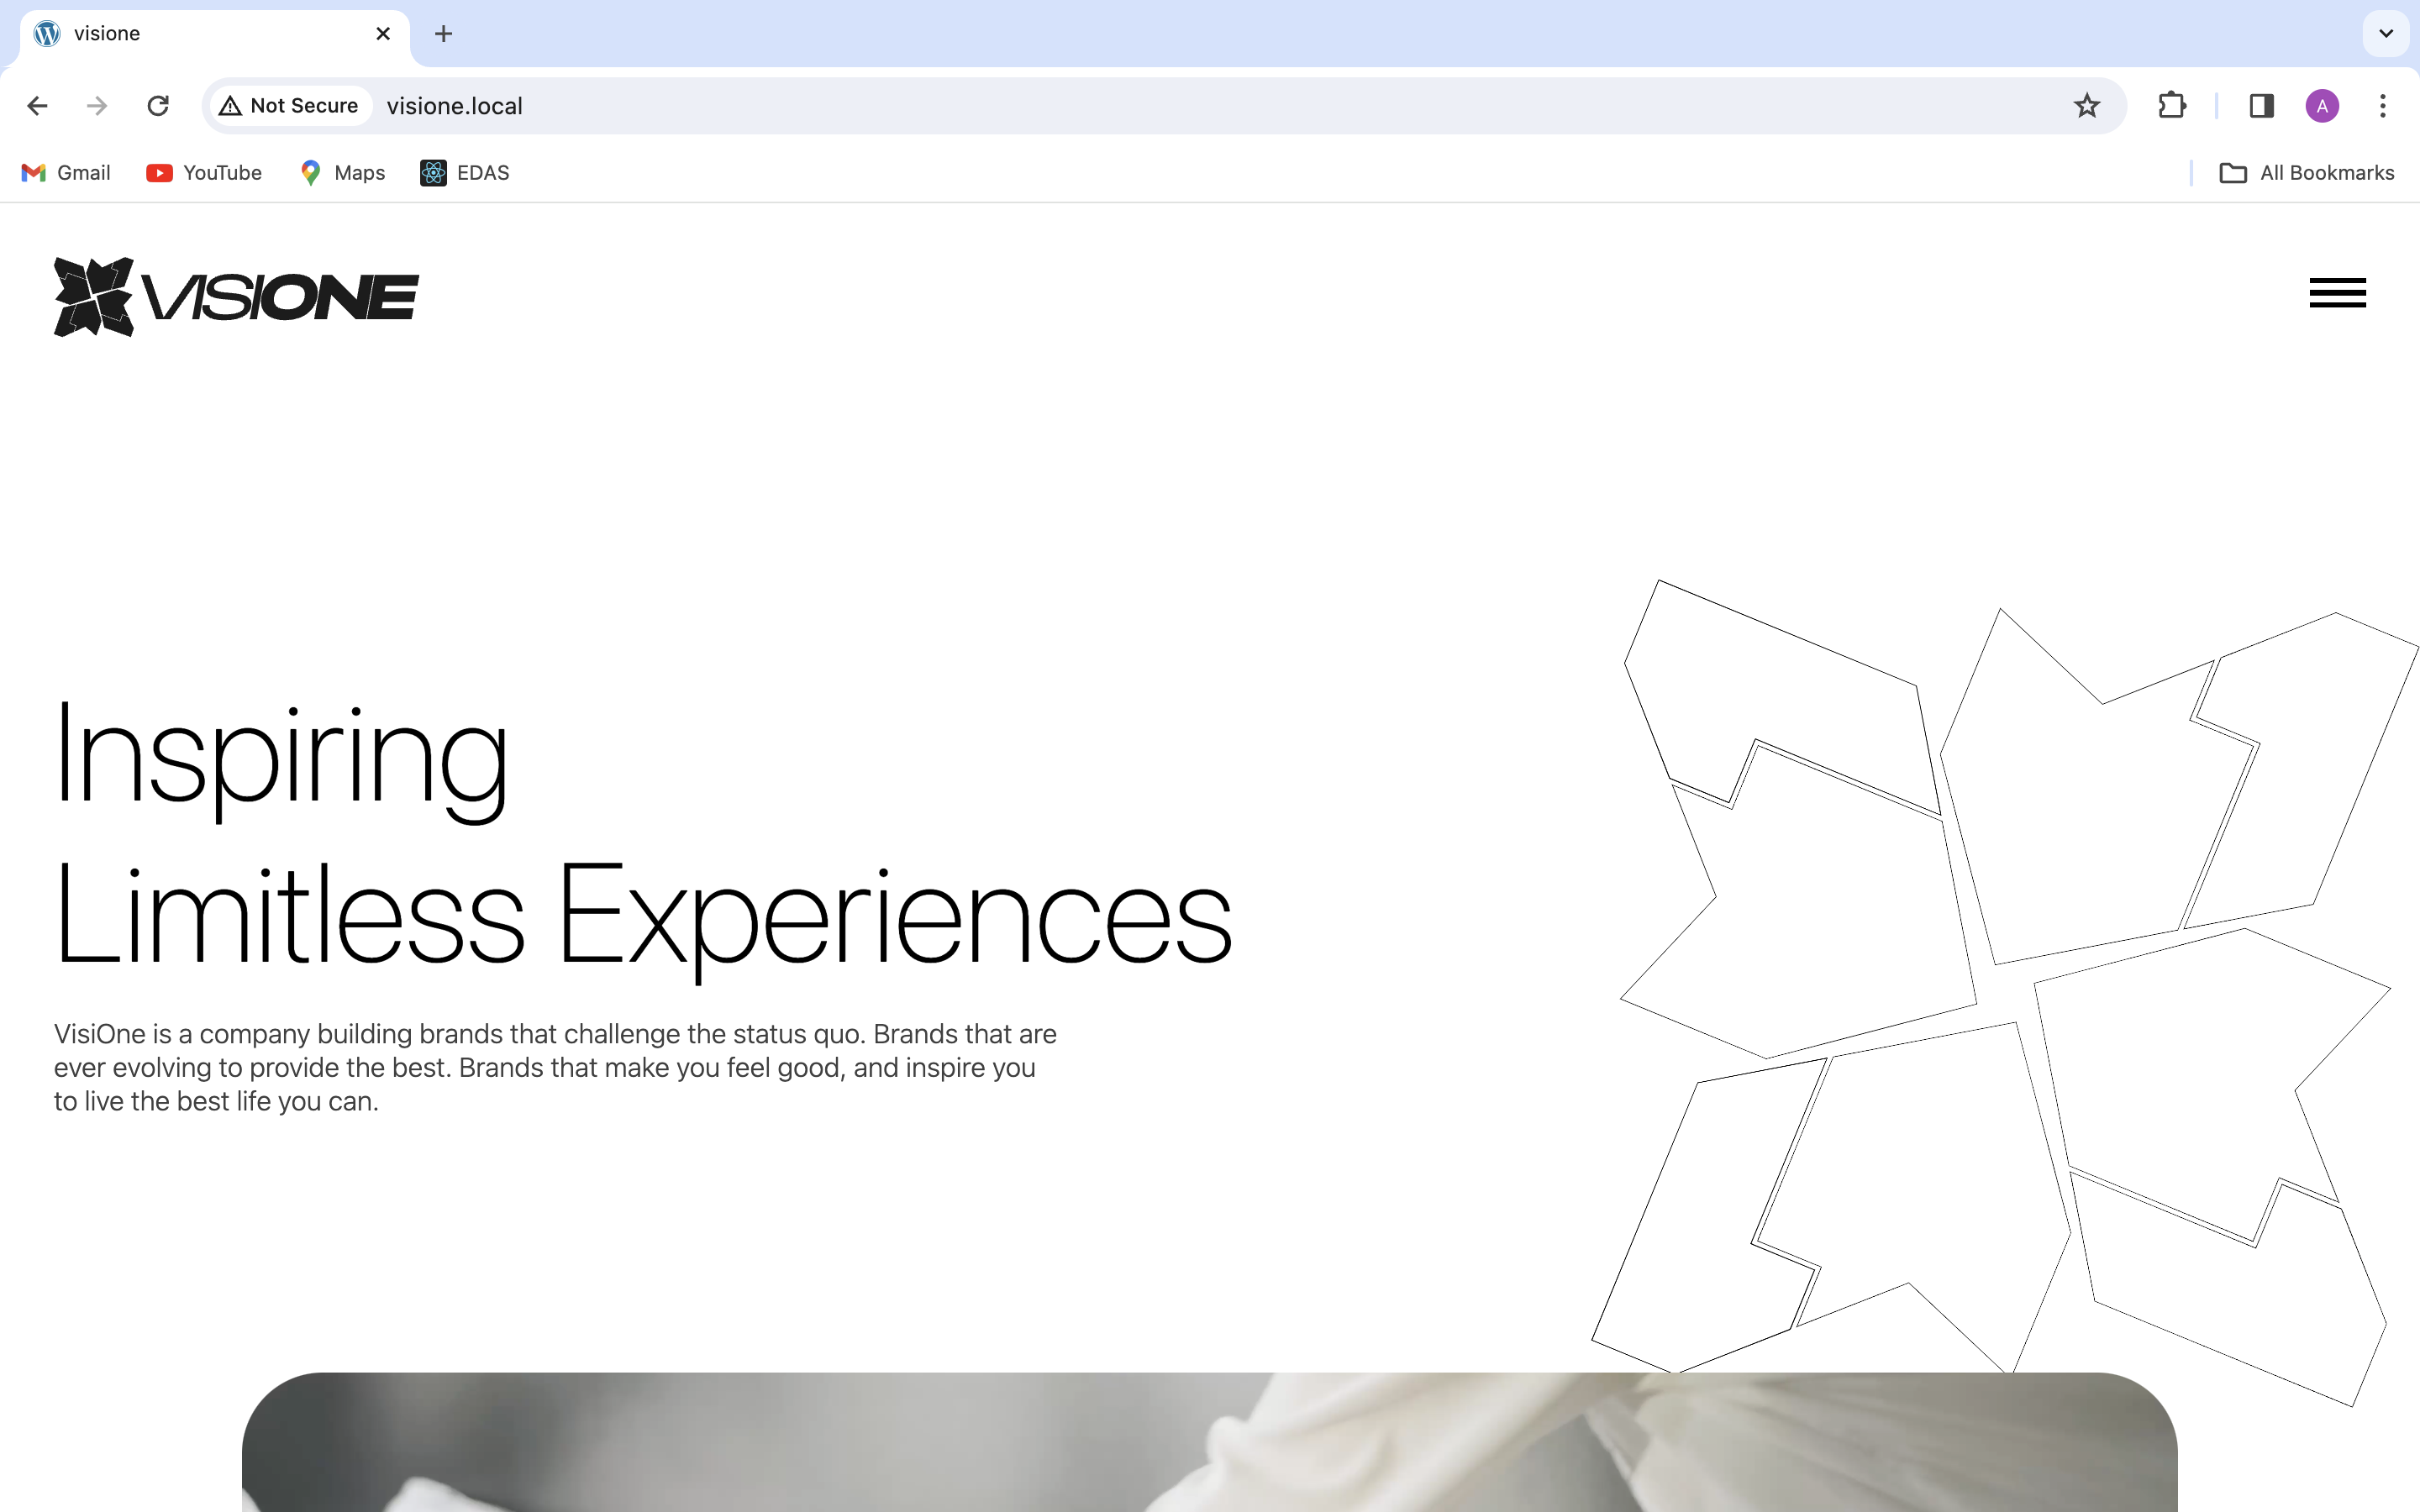 visione
Not Secure
visione.local
A
Gmail
YouTube
Maps
EDAS
All Bookmarks
VISIONE
Inspiring
Limitless Experiences
VisiOne is a company building brands that challenge the status quo. Brands that are
ever evolving to provide the best. Brands that make you feel good, and inspire you
to live the best life you can.